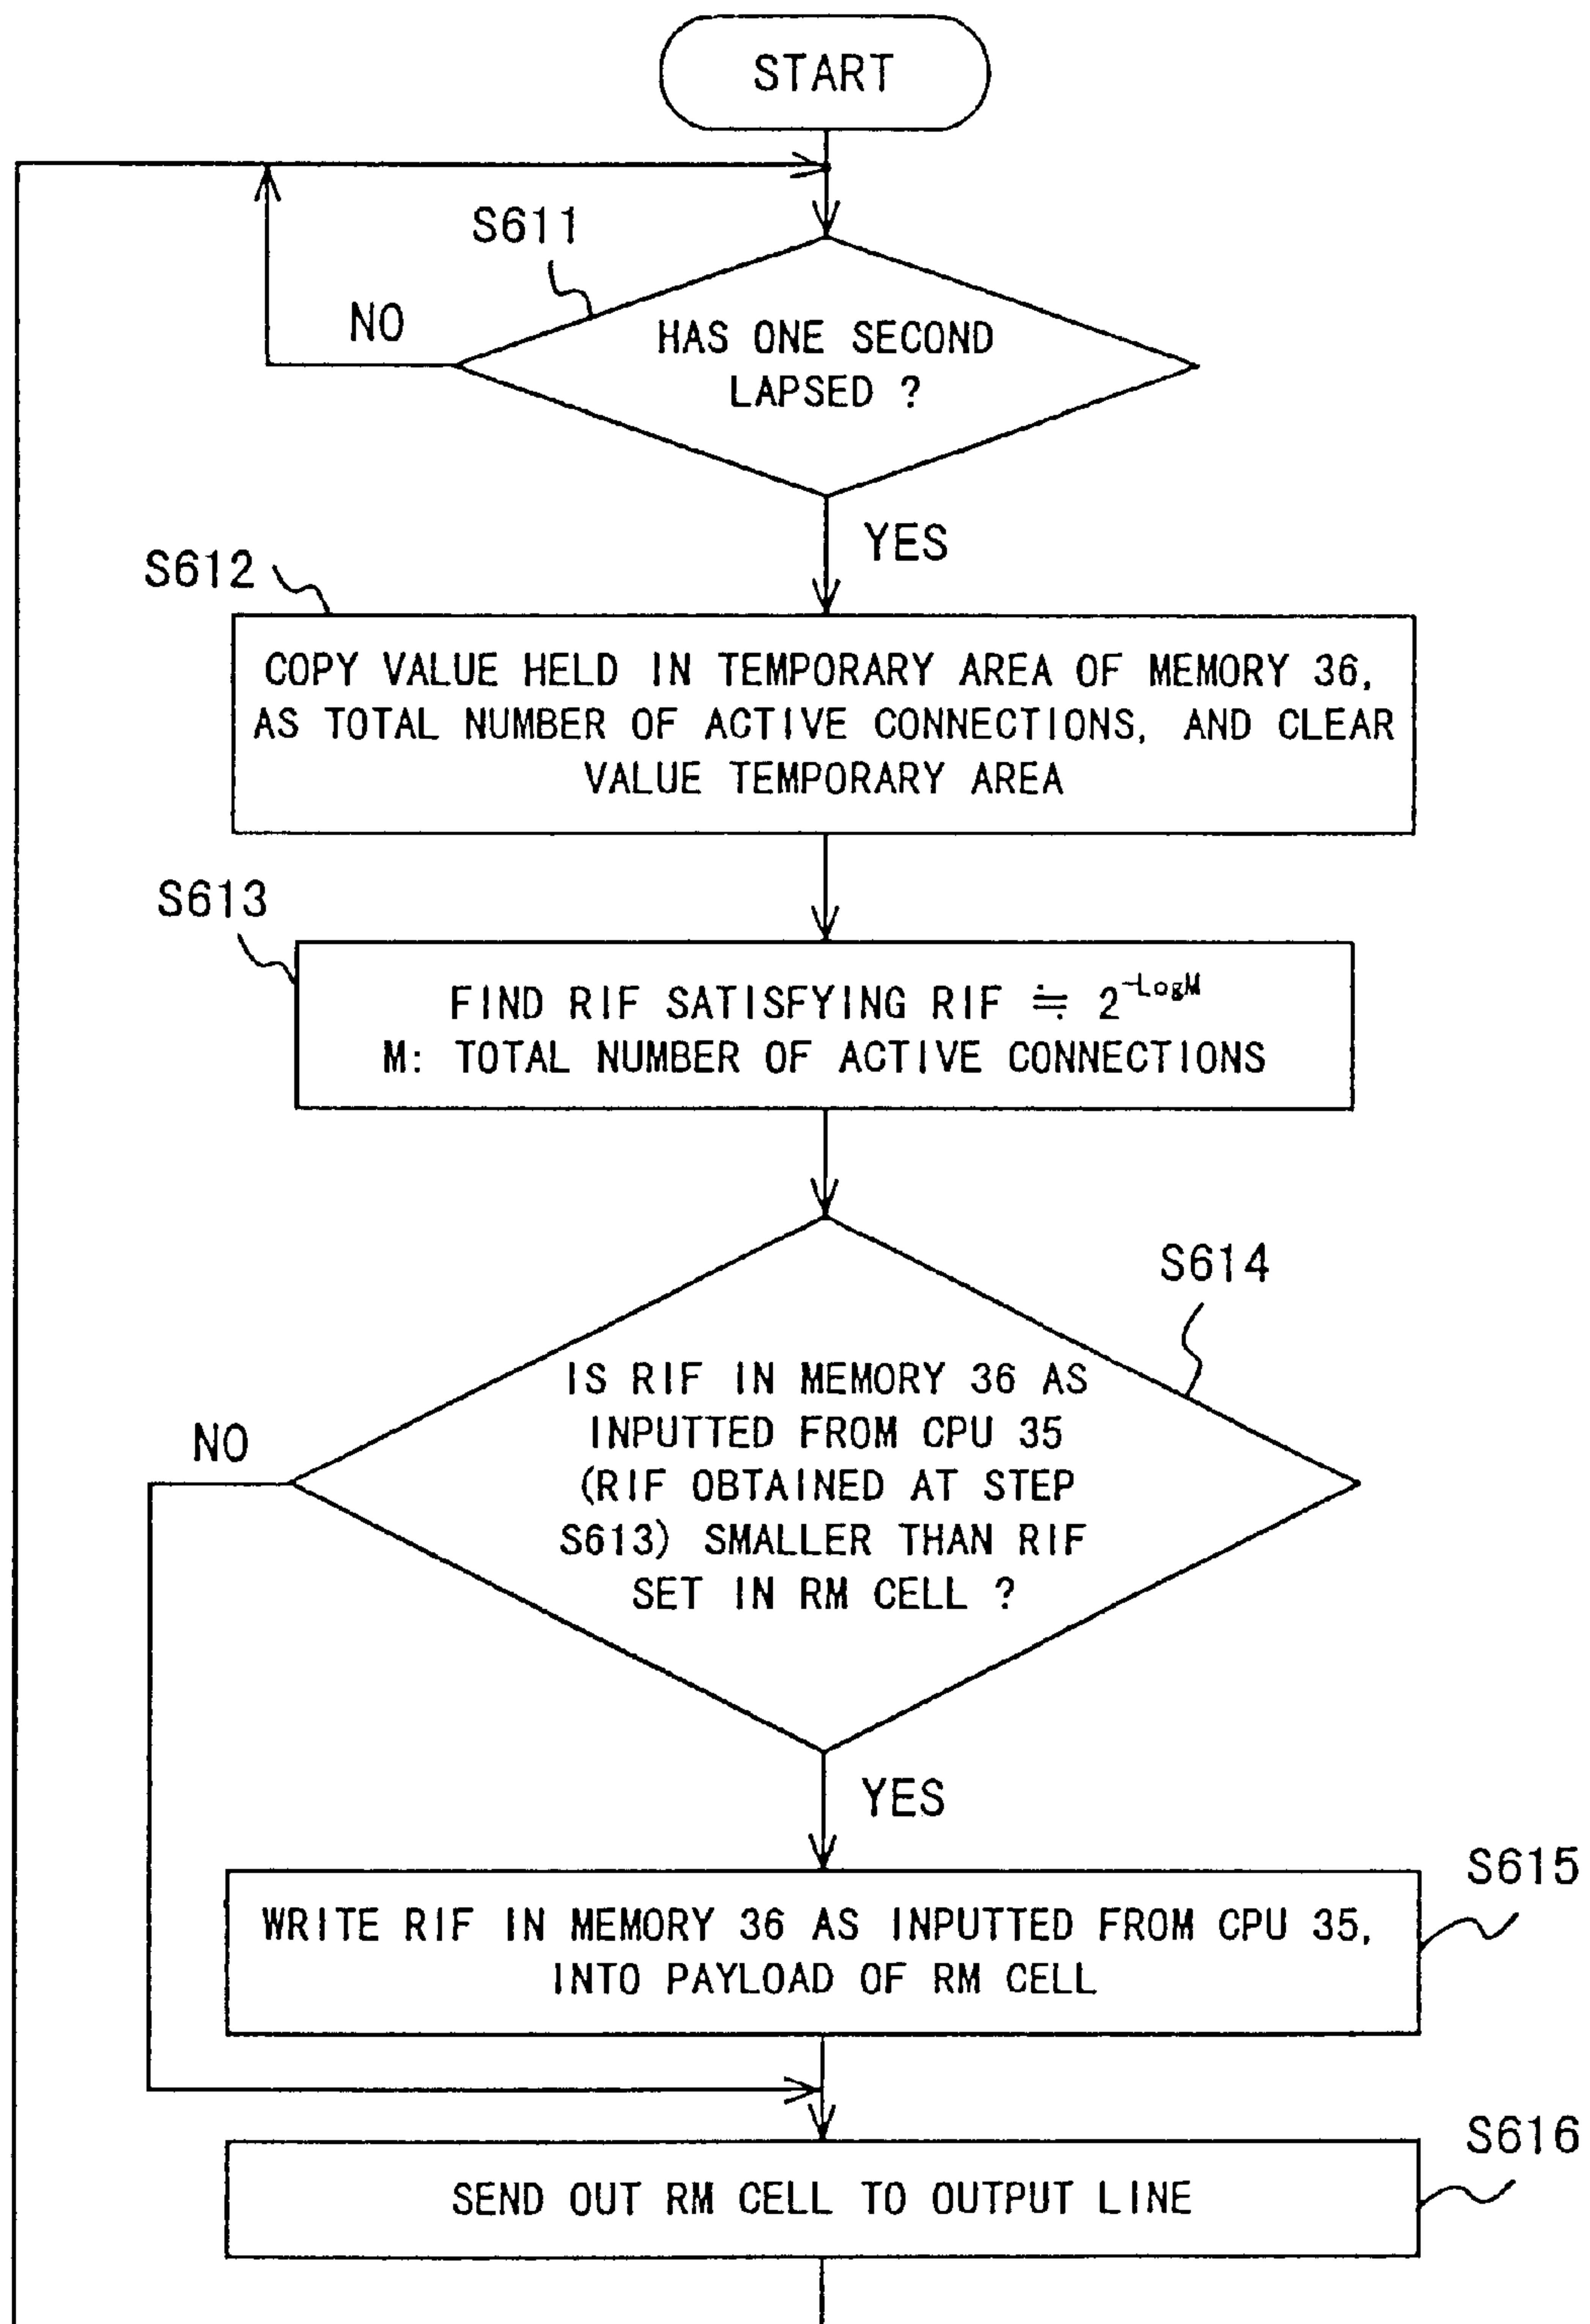 START
S611
NO
HAS ONE SECOND
LAPSED ?
YES
S612
COPY VALUE HELD IN TEMPORARY AREA OF MEMORY 36,
AS TOTAL NUMBER OF ACTIVE CONNECTIONS, AND CLEAR
VALUE TEMPORARY AREA
S613
FIND RIF SATISFYING RIF ≒ 2^-LogM
M: TOTAL NUMBER OF ACTIVE CONNECTIONS
S614
IS RIF IN MEMORY 36 AS
INPUTTED FROM CPU 35
(RIF OBTAINED AT STEP
S613) SMALLER THAN RIF
SET IN RM CELL ?
NO
YES
S615
WRITE RIF IN MEMORY 36 AS INPUTTED FROM CPU 35,
INTO PAYLOAD OF RM CELL
S616
SEND OUT RM CELL TO OUTPUT LINE